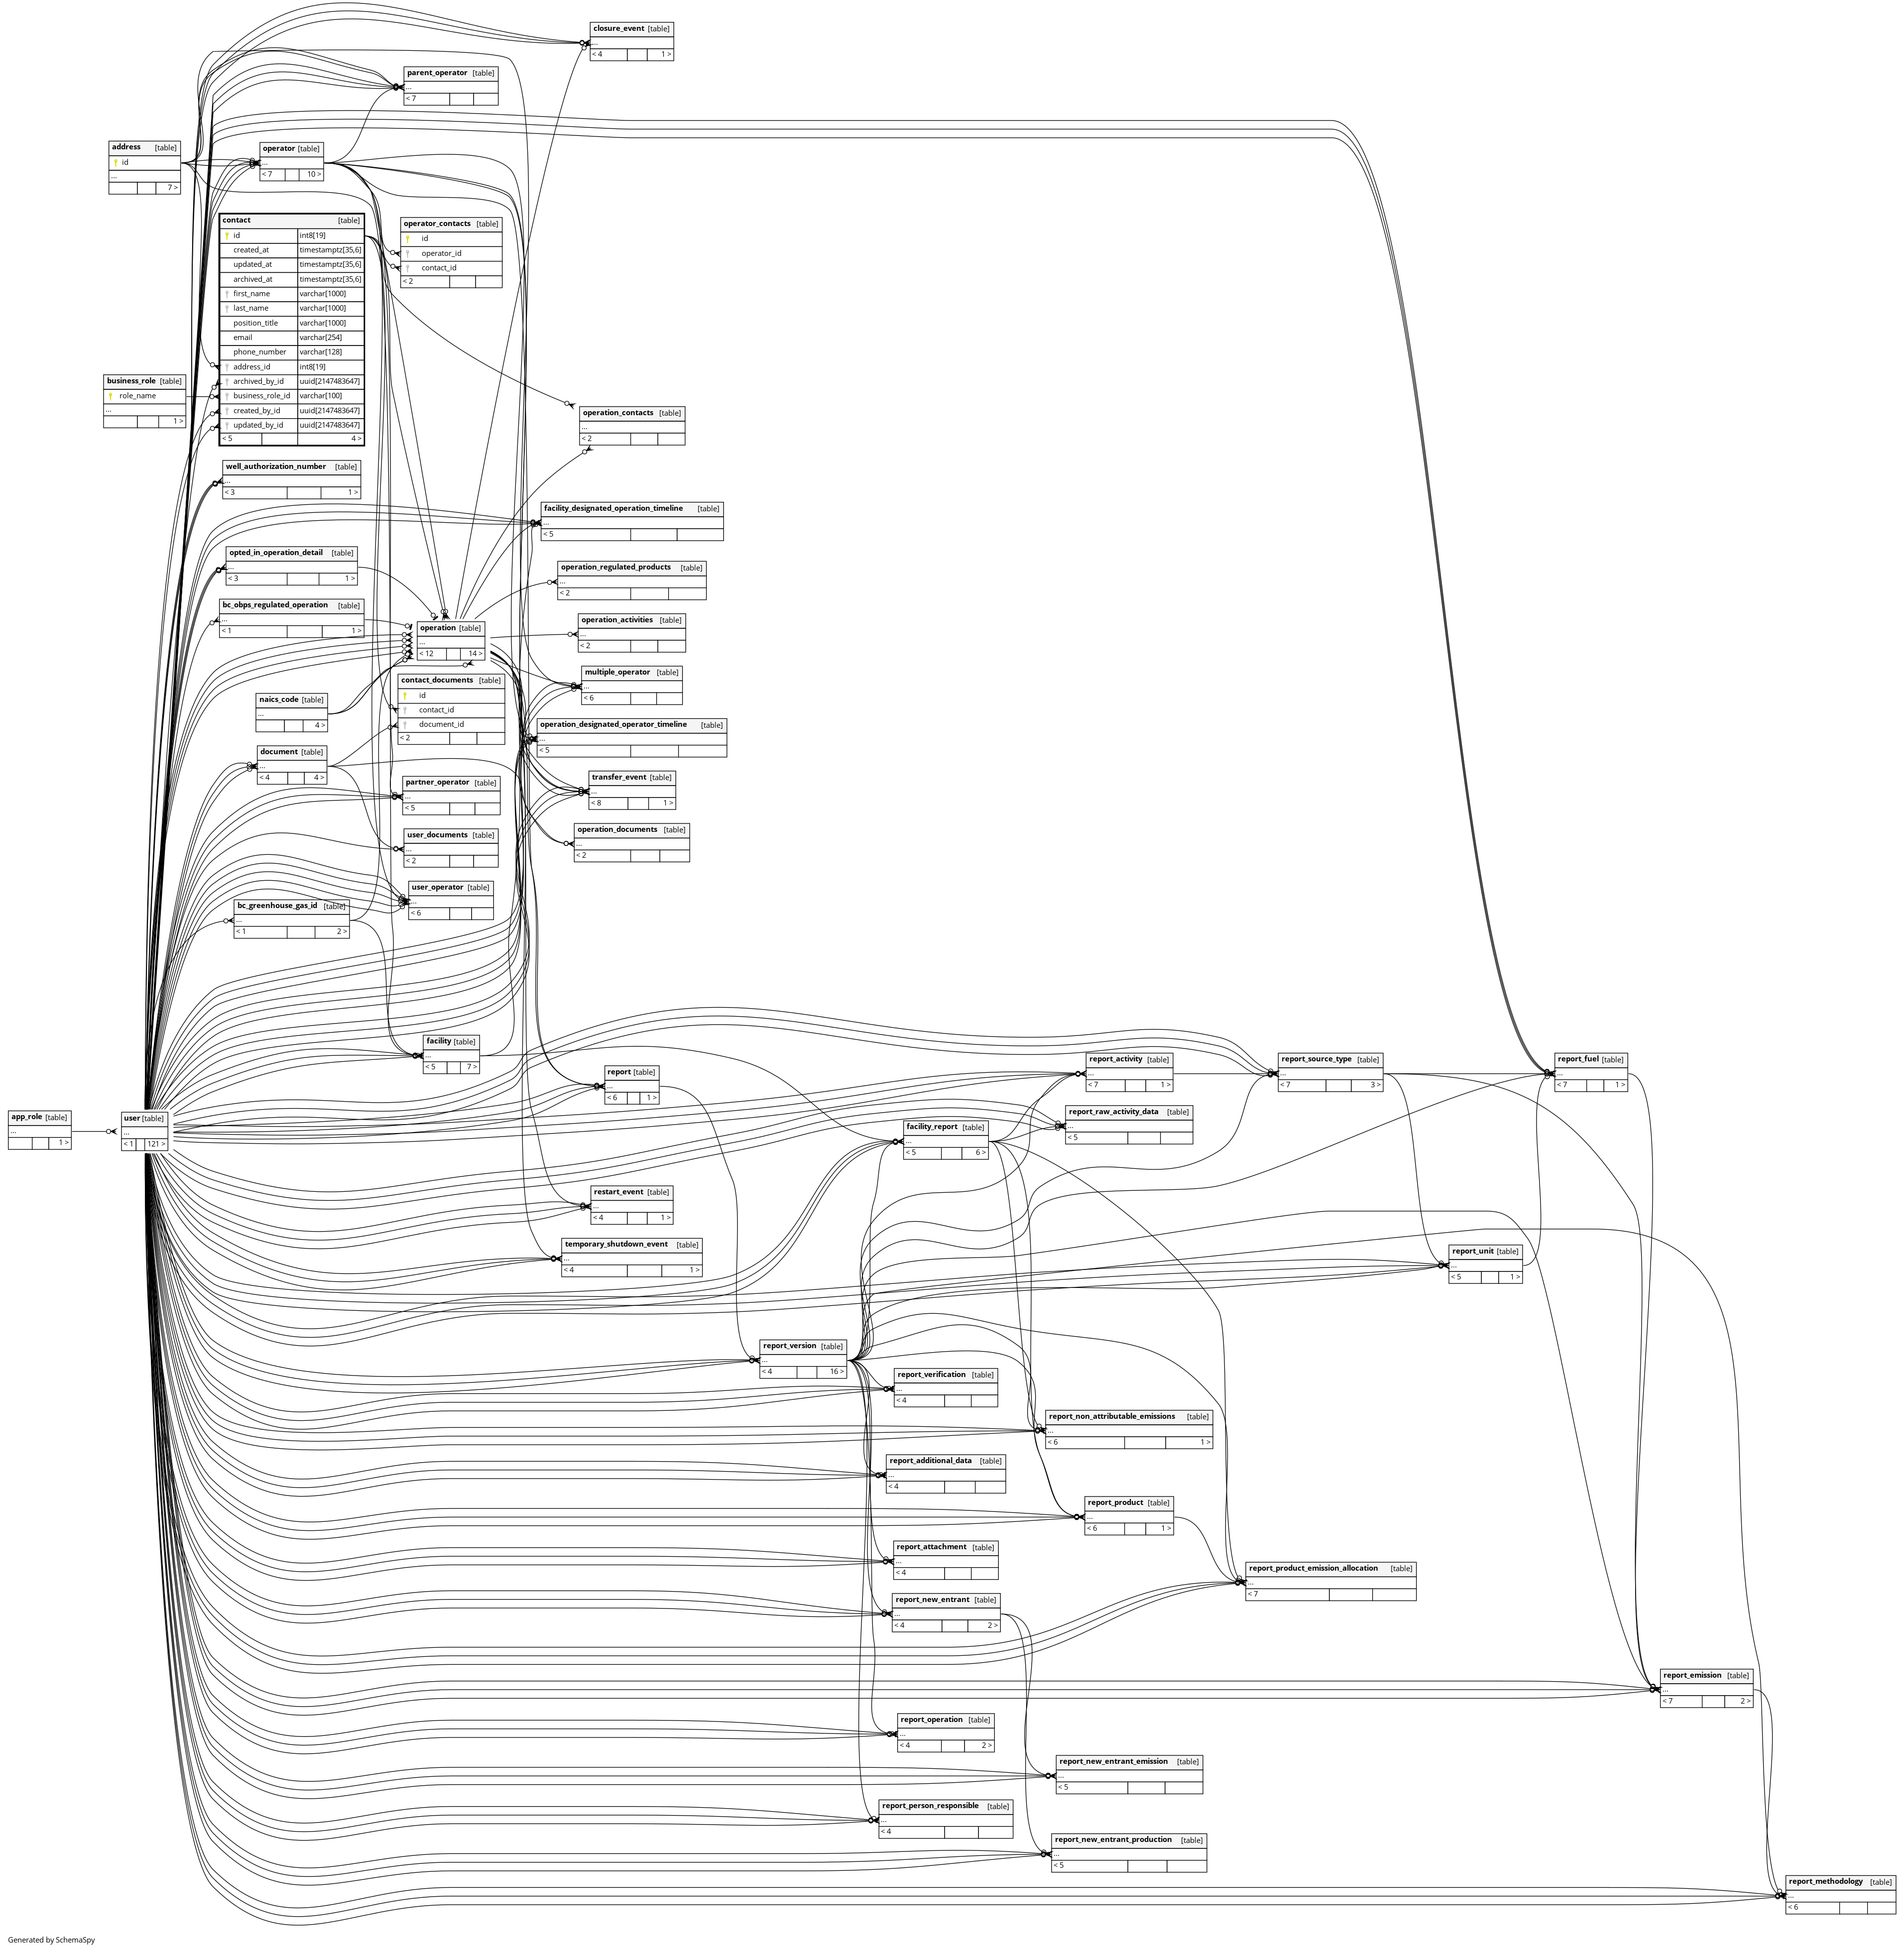 closure_event [table]
...
< 4 1 >
parent_operator [table]
...
< 7
address [table]
id
...
7 >
operator [table]
...
< 7 10 >
contact [table]
id int8[19]
created_at timestamptz[35,6]
updated_at timestamptz[35,6]
archived_at timestamptz[35,6]
first_name varchar[1000]
last_name varchar[1000]
position_title varchar[1000]
email varchar[254]
phone_number varchar[128]
address_id int8[19]
archived_by_id uuid[2147483647]
business_role_id varchar[100]
created_by_id uuid[2147483647]
updated_by_id uuid[2147483647]
< 5 4 >
operator_contacts [table]
id
operator_id
contact_id
< 2
business_role [table]
role_name
...
1 >
operation_contacts [table]
...
< 2
well_authorization_number [table]
...
< 3 1 >
facility_designated_operation_timeline [table]
...
< 5
opted_in_operation_detail [table]
...
< 3 1 >
operation_regulated_products [table]
...
< 2
bc_obps_regulated_operation [table]
...
< 1 1 >
operation [table]
...
< 12 14 >
operation_activities [table]
...
< 2
multiple_operator [table]
...
< 6
contact_documents [table]
id
contact_id
document_id
< 2
naics_code [table]
...
4 >
operation_designated_operator_timeline [table]
...
< 5
document [table]
...
< 4 4 >
partner_operator [table]
...
< 5
transfer_event [table]
...
< 8 1 >
user_documents [table]
...
< 2
operation_documents [table]
...
< 2
user_operator [table]
...
< 6
bc_greenhouse_gas_id [table]
...
< 1 2 >
facility [table]
...
< 5 7 >
report [table]
...
< 6 1 >
report_activity [table]
...
< 7 1 >
report_source_type [table]
...
< 7 3 >
report_fuel [table]
...
< 7 1 >
app_role [table]
...
1 >
user [table]
...
< 1 121 >
report_raw_activity_data [table]
...
< 5
facility_report [table]
...
< 5 6 >
restart_event [table]
...
< 4 1 >
temporary_shutdown_event [table]
...
< 4 1 >
report_unit [table]
...
< 5 1 >
report_version [table]
...
< 4 16 >
report_verification [table]
...
< 4
report_non_attributable_emissions [table]
...
< 6 1 >
report_additional_data [table]
...
< 4
report_product [table]
...
< 6 1 >
report_attachment [table]
...
< 4
report_product_emission_allocation [table]
...
< 7
report_new_entrant [table]
...
< 4 2 >
report_emission [table]
...
< 7 2 >
report_operation [table]
...
< 4 2 >
report_new_entrant_emission [table]
...
< 5
report_person_responsible [table]
...
< 4
report_new_entrant_production [table]
...
< 5
report_methodology [table]
...
< 6
Generated by SchemaSpy